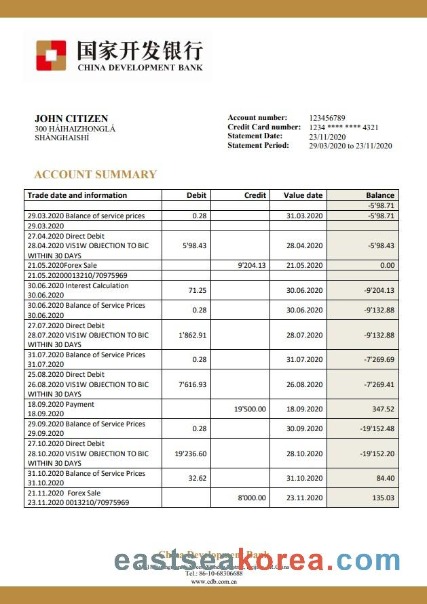 国家开发银行
CHINA DEVELOPMENT BANK
JOHN CITIZEN
300 HÀIHAIZHONGLÀ
SHÀNGHAISHÌ
Account number: 123456789
Credit Card number: 1234 **** **** 4321
Statement Date: 23/11/2020
Statement Period: 29/03/2020 to 23/11/2020
ACCOUNT SUMMARY
Trade date and information Debit Credit Value date Balance
-5'98.71
29.03.2020 Balance of service prices 0.28 31.03.2020 -5'98.71
29.03.2020
27.04.2020 Direct Debit
28.04.2020 VIS1W OBJECTION TO BIC 5'98.43 28.04.2020 -5'98.43
WITHIN 30 DAYS
21.05.2020Forex Sale 9'204.13 21.05.2020 0.00
21.05.20200013210/70975969
30.06.2020 Interest Calculation 71.25 30.06.2020 -9'204.13
30.06.2020
30.06.2020 Balance of Service Prices 0.28 30.06.2020 -9'132.88
30.06.2020
27.07.2020 Direct Debit
28.07.2020 VIS1W OBJECTION TO BIC 1'862.91 28.07.2020 -9'132.88
WITHIN 30 DAYS
31.07.2020 Balance of Service Prices 0.28 31.07.2020 -7'269.69
31.07.2020
25.08.2020 Direct Debit
26.08.2020 VIS1W OBJECTION TO BIC 7'616.93 26.08.2020 -7'269.41
WITHIN 30 DAYS
18.09.2020 Payment 19'500.00 18.09.2020 347.52
18.09.2020
29.09.2020 Balance of Service Prices 0.28 30.09.2020 -19'152.48
29.09.2020
27.10.2020 Direct Debit
28.10.2020 VIS1W OBJECTION TO BIC 19'236.60 28.10.2020 -19'152.20
WITHIN 30 DAYS
31.10.2020 Balance of Service Prices 32.62 31.10.2020 84.40
31.10.2020
21.11.2020 Forex Sale 8'000.00 23.11.2020 135.03
23.11.2020 0013210/70975969
China Development Bank
eastseakorea.com
Tel.: 86-10-68306688
www.cdb.com.cn